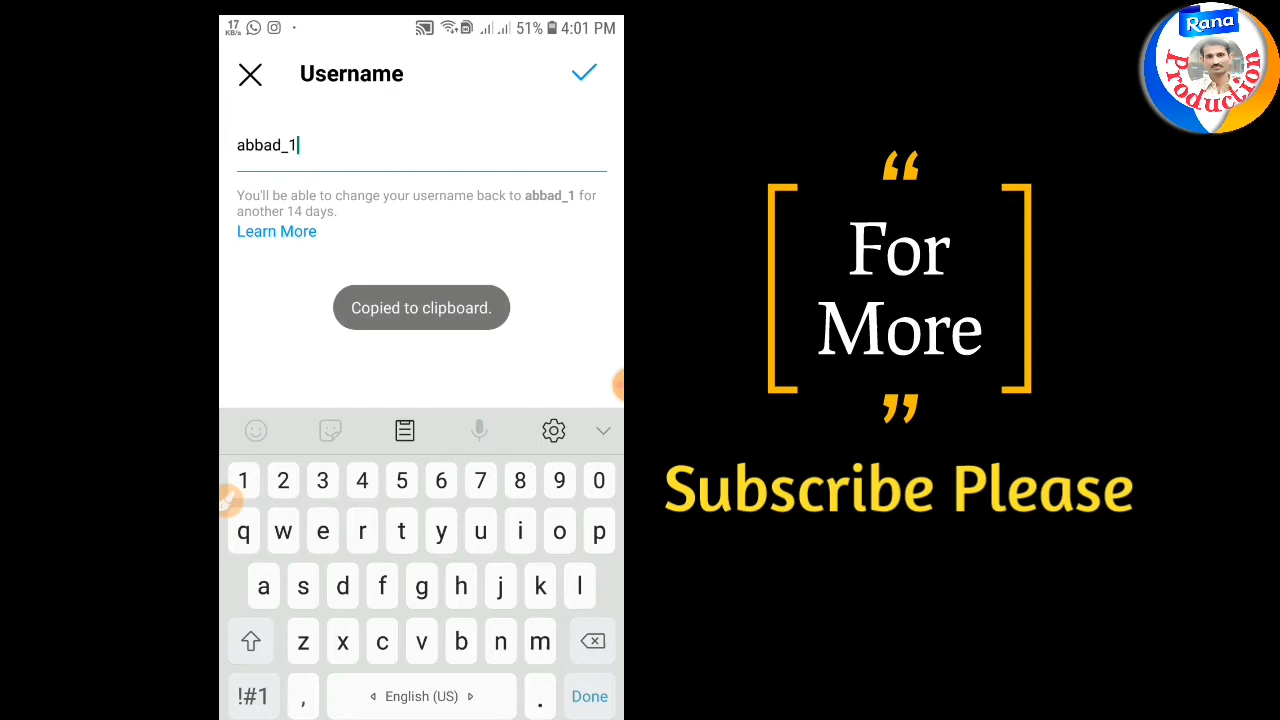 17
KB/s
51% 4:01 PM
Username
abbad_1
You'll be able to change your username back to abbad_1 for
another 14 days.
Learn More
Copied to clipboard.
1 2 3 4 5 6 7 8 9 0
q w e r t y u i o p
a s d f g h j k l
z x c v b n m
!#1 , English (US) . Done
Rana
Production
“
For
More
”
Subscribe Please